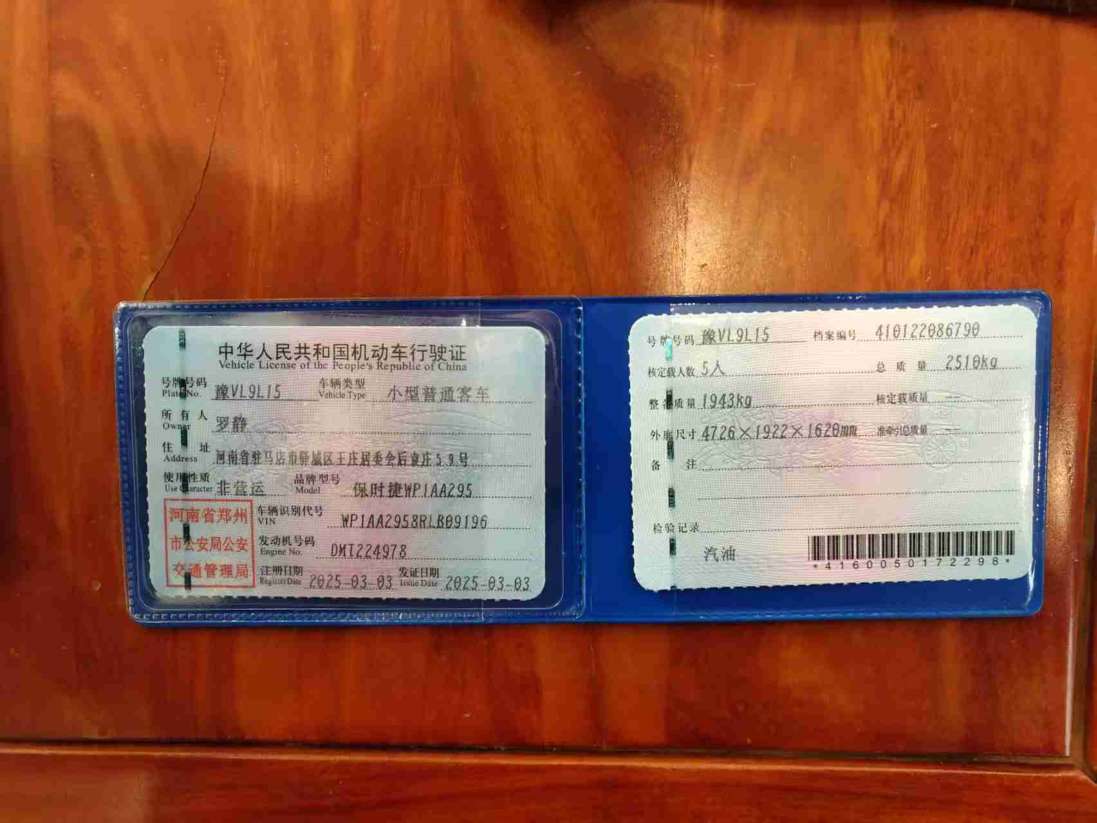 中华人民共和国机动车行驶证
Vehicle License of the People's Republic of China
号牌号码 豫VL9L15 车辆类型 小型普通客车
Plate No. Vehicle Type
所有人 罗静
Owner
住址 河南省驻马店市驿城区王庄居委会后袁庄59号
Address
使用性质 非营运 品牌型号 保时捷WP1AA295
Use Character Model
河南省郑州
市公安局公安
交通管理局
车辆识别代号 WP1AA2958RLB09196
VIN
发动机号码 DMT224978
Engine No.
注册日期 2025-03-03 发证日期 2025-03-03
Register Date Issue Date
号牌号码 豫VL9L15 档案编号 410122086790
核定载人数 5人 总质量 2510kg
整备质量 1943kg 核定载质量 --
外廓尺寸 4726×1922×1620mm 准牵引总质量 --
备注
检验记录
汽油
*4160050172298*